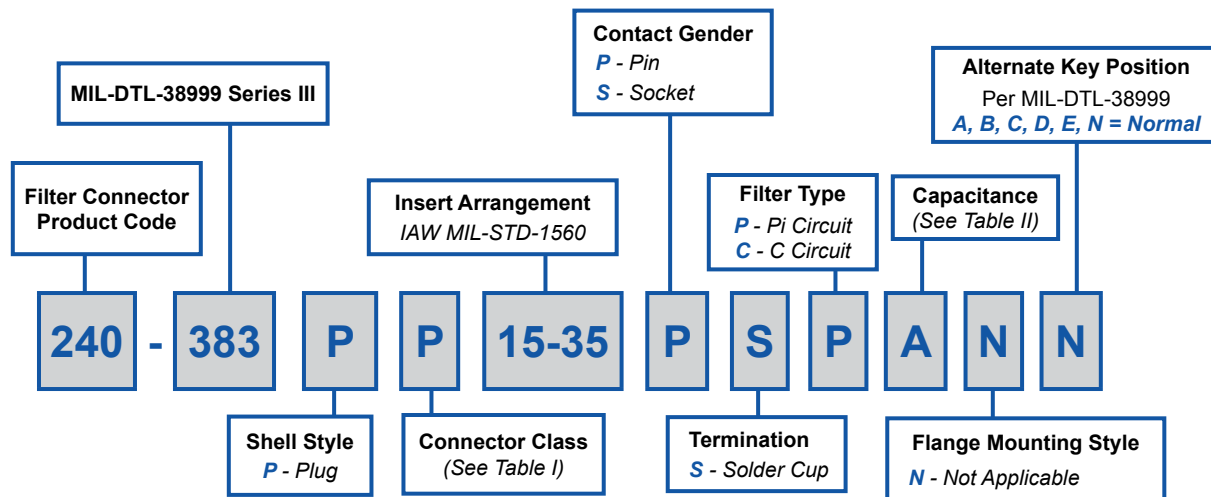 Contact Gender
P - Pin
S - Socket
Alternate Key Position
Per MIL-DTL-38999
A, B, C, D, E, N = Normal
MIL-DTL-38999 Series III
Filter Connector
Product Code
Insert Arrangement
IAW MIL-STD-1560
Filter Type
P - Pi Circuit
C - C Circuit
Capacitance
(See Table II)
240 - 383 P P 15-35 P S P A N N
Shell Style
P - Plug
Connector Class
(See Table I)
Termination
S - Solder Cup
Flange Mounting Style
N - Not Applicable